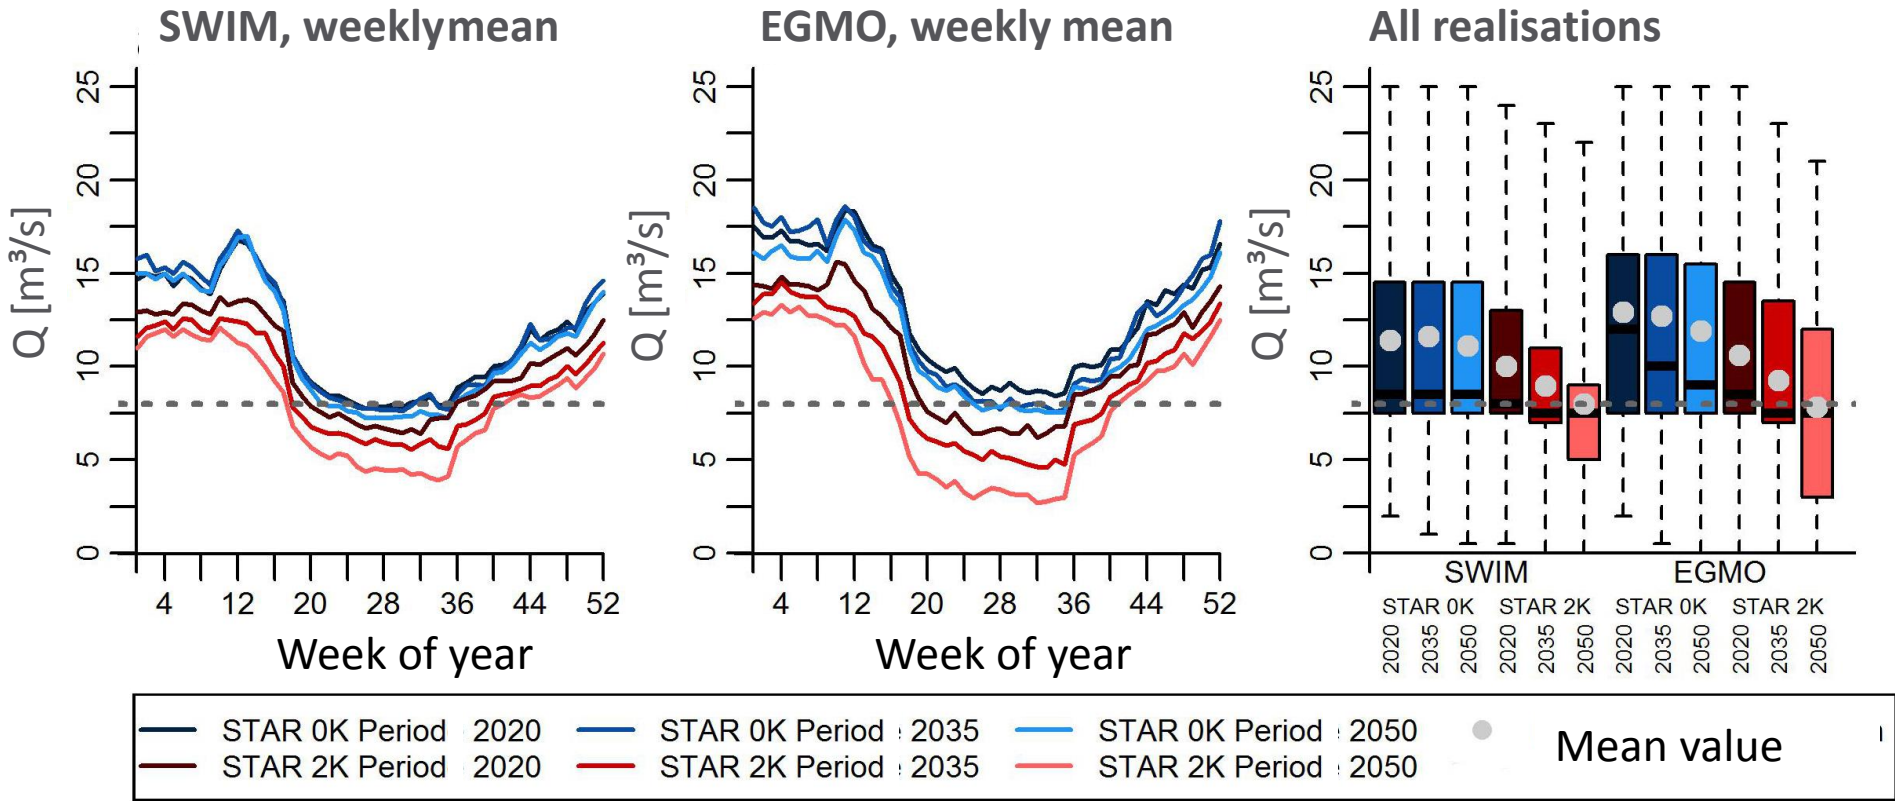 SWIM, weeklymean
EGMO, weekly mean
All realisations
Q [m³/s]
25
20
15
10
5
0
4 12 20 28 36 44 52
Week of year
Q [m³/s]
25
20
15
10
5
0
4 12 20 28 36 44 52
Week of year
Q [m³/s]
25
20
15
10
5
0
SWIM EGMO
STAR 0K STAR 2K STAR 0K STAR 2K
2020 2035 2050 2020 2035 2050 2020 2035 2050 2020 2035 2050
STAR 0K Period 2020 STAR 0K Period 2035 STAR 0K Period 2050
STAR 2K Period 2020 STAR 2K Period 2035 STAR 2K Period 2050
Mean value